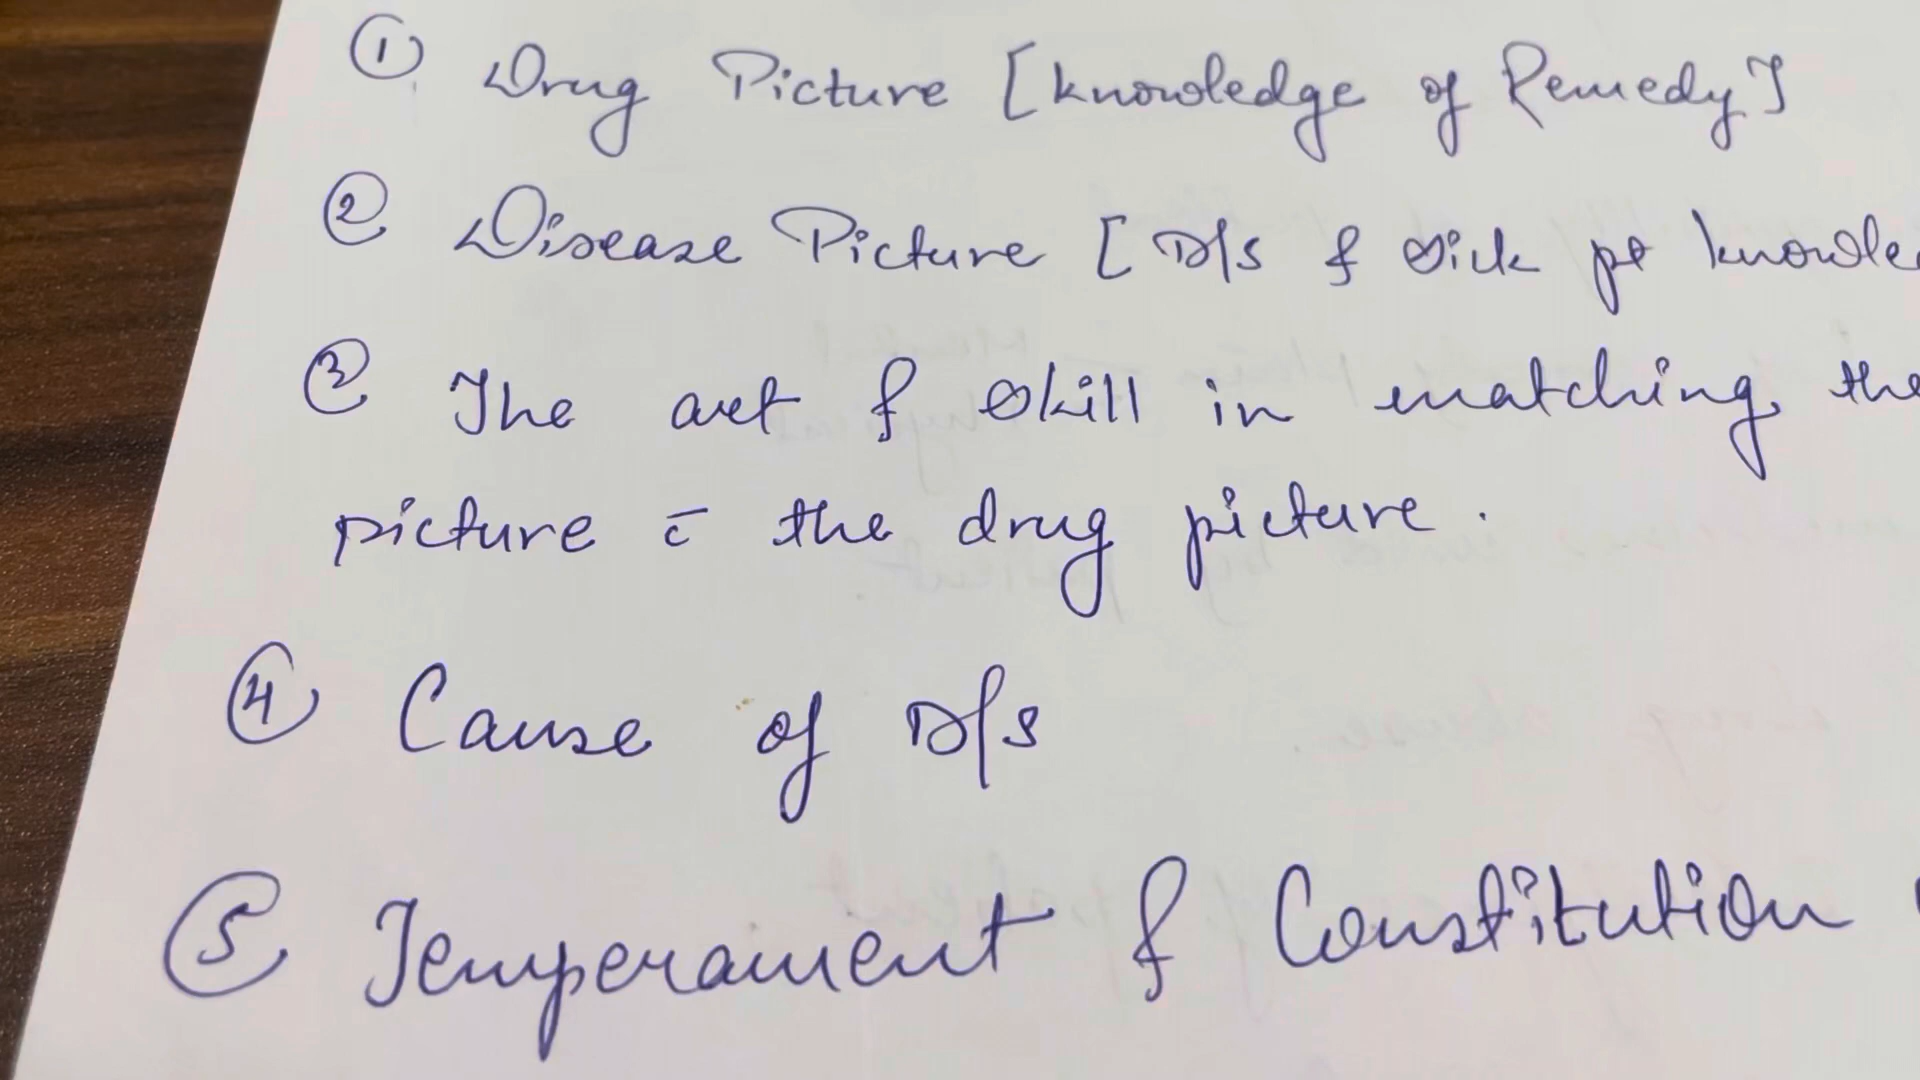 ① Drug Picture [knowledge of Remedy]
② Disease Picture [D/s & Sick pt knowle
③ The art & skill in matching the
picture c̄ the drug picture.
④ Cause of D/s
⑤ Temperament & Constitution